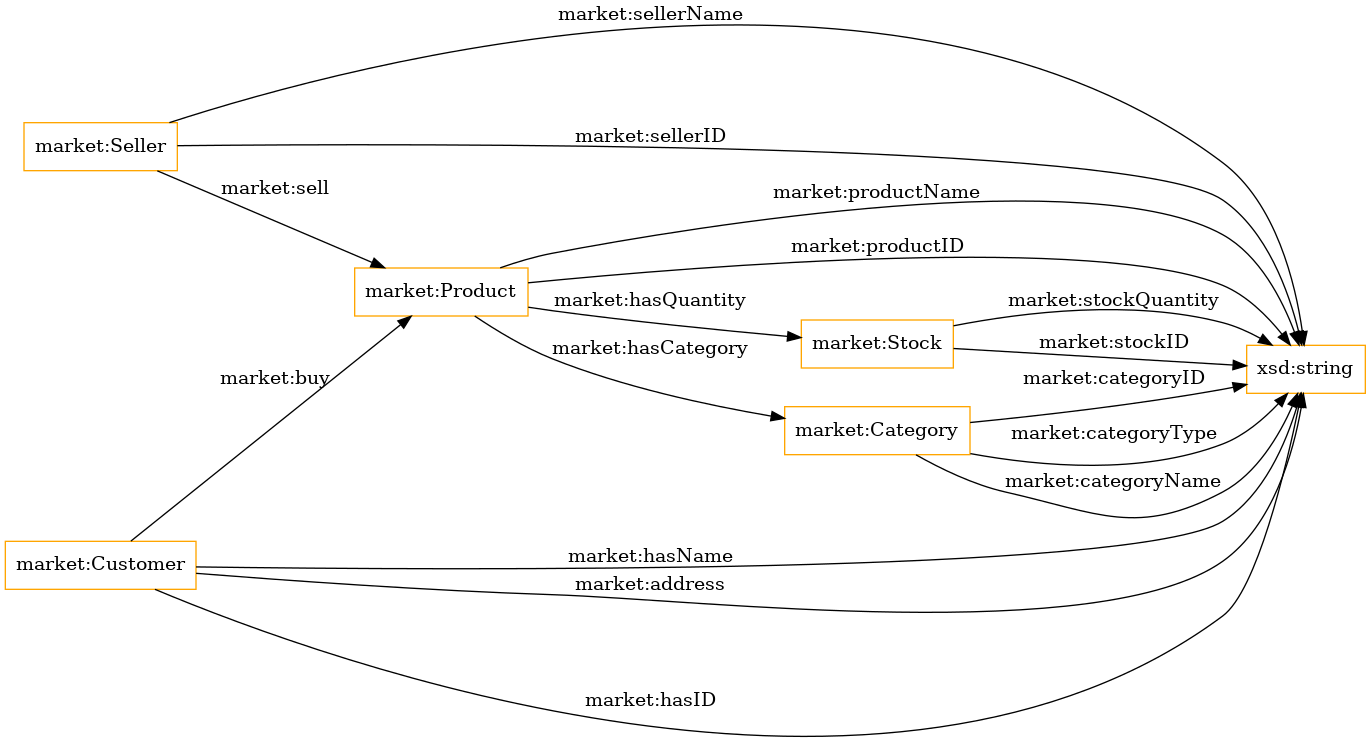 market:sellerName
market:sellerID
market:Seller
market:sell
market:productName
market:productID
market:Product
market:hasQuantity
market:stockQuantity
market:Stock
market:stockID
market:hasCategory
xsd:string
market:buy
market:categoryID
market:Category
market:categoryType
market:categoryName
market:hasName
market:Customer
market:address
market:hasID